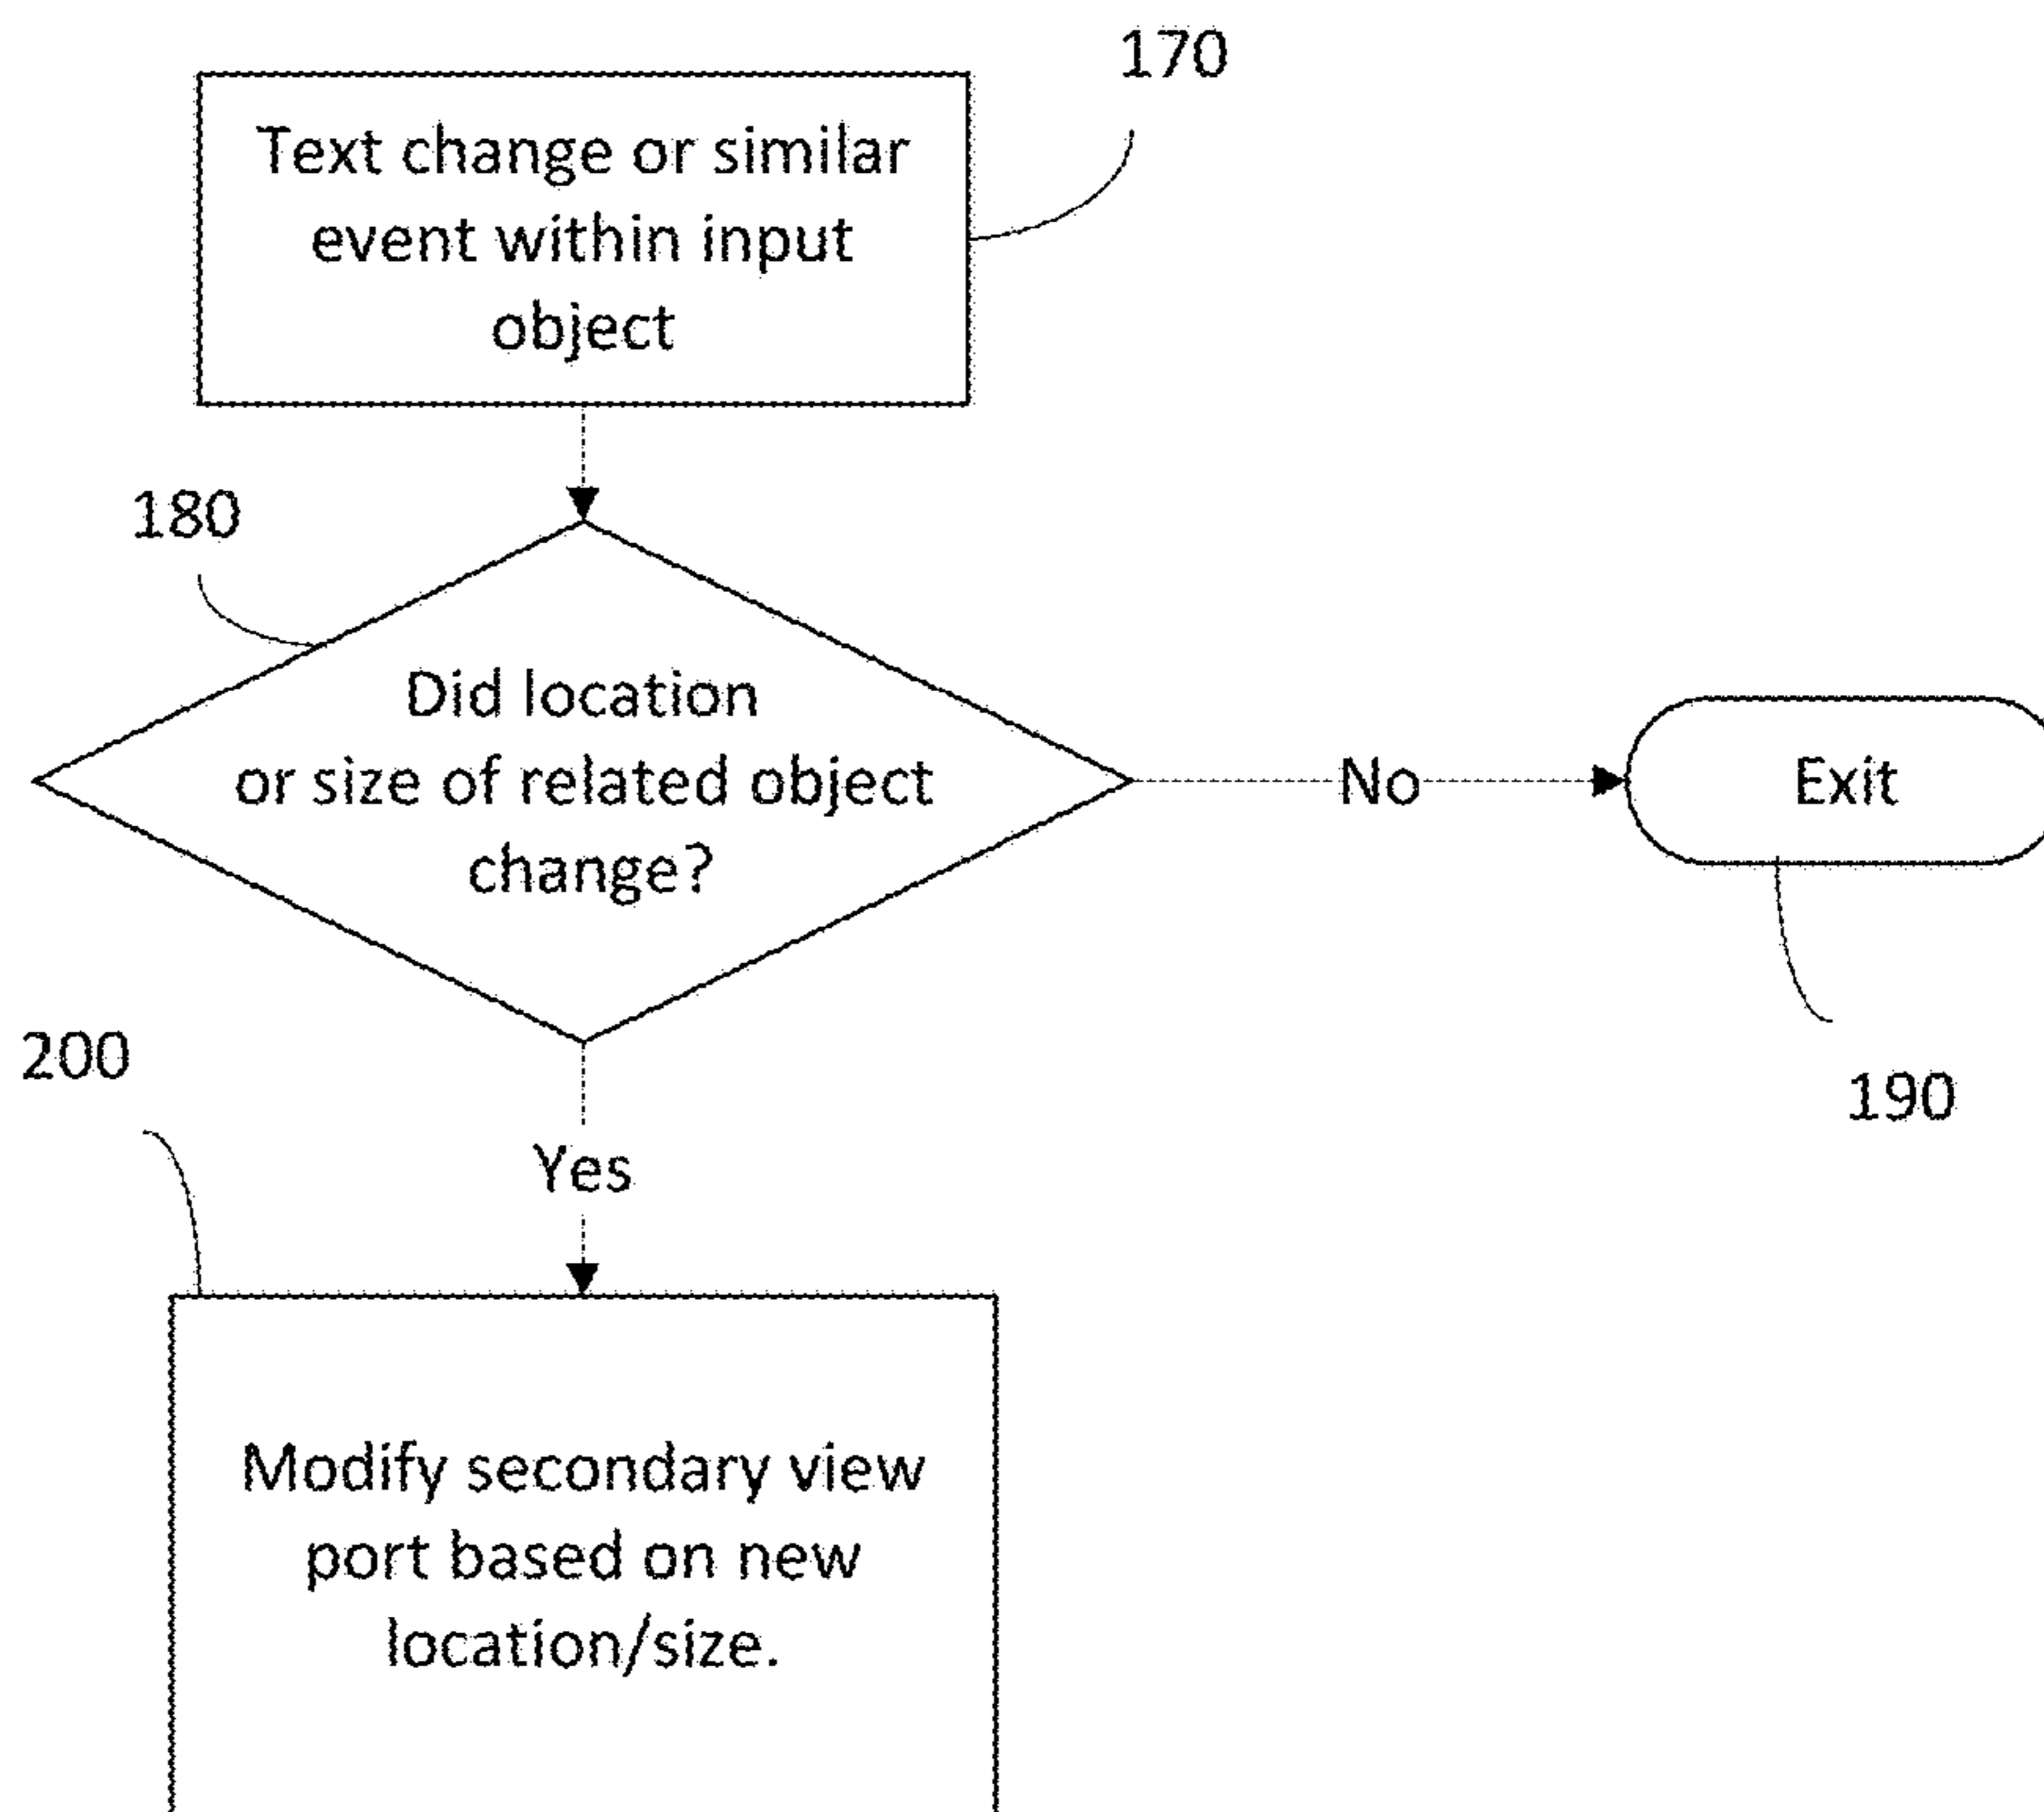 170
Text change or similar
event within input
object
180
Did location
or size of related object
change?
No
Exit
190
200
Yes
Modify secondary view
port based on new
location/size.